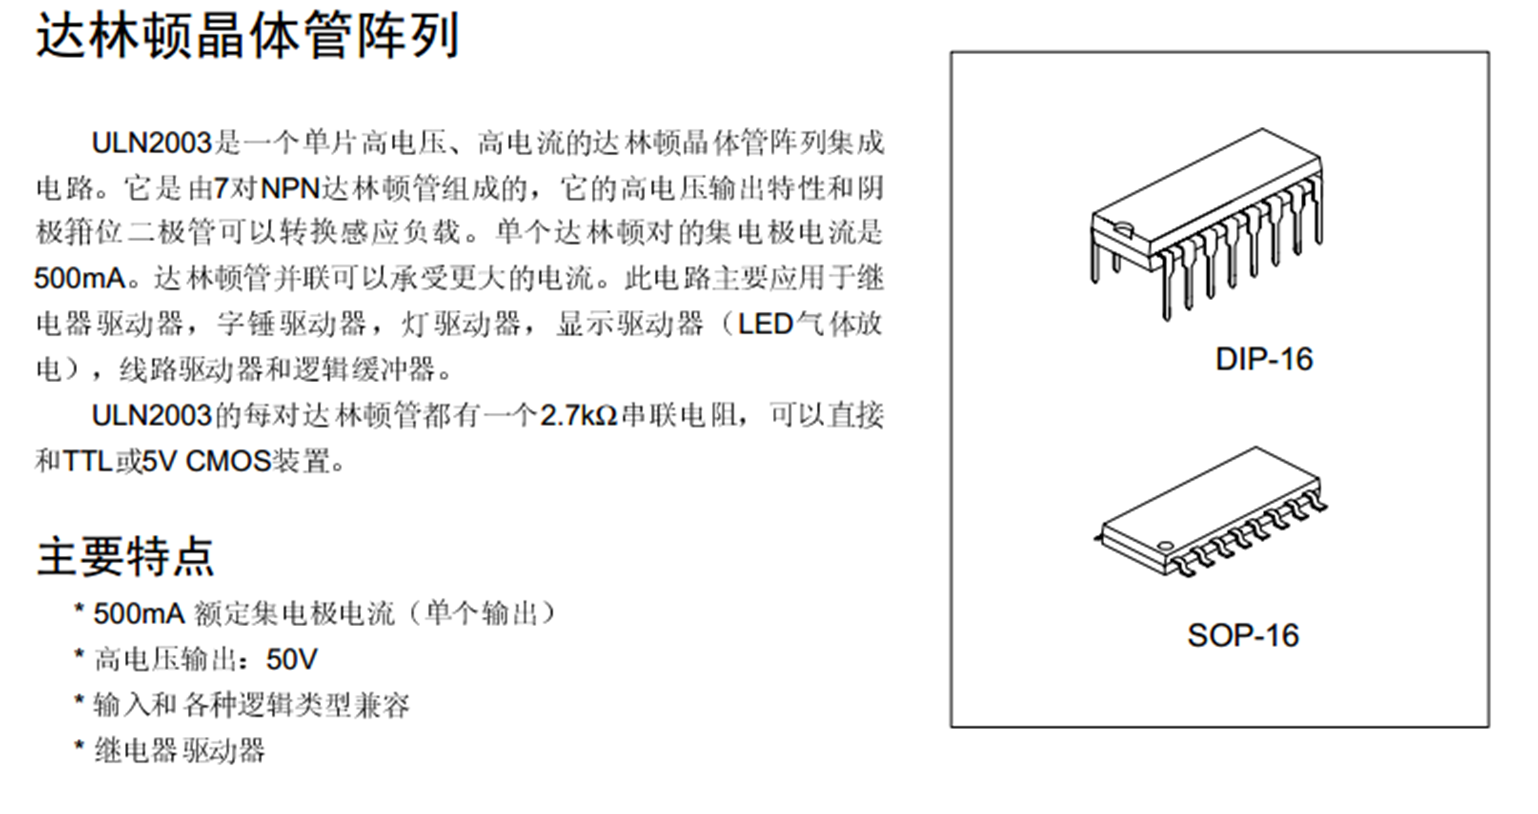 达林顿晶体管阵列
ULN2003是一个单片高电压、高电流的达林顿晶体管阵列集成
电路。它是由7对NPN达林顿管组成的，它的高电压输出特性和阴
极箝位二极管可以转换感应负载。单个达林顿对的集电极电流是
500mA。达林顿管并联可以承受更大的电流。此电路主要应用于继
电器驱动器，字锤驱动器，灯驱动器，显示驱动器（LED气体放
电），线路驱动器和逻辑缓冲器。
ULN2003的每对达林顿管都有一个2.7kΩ串联电阻，可以直接
和TTL或5V CMOS装置。
主要特点
* 500mA 额定集电极电流（单个输出）
* 高电压输出：50V
* 输入和各种逻辑类型兼容
* 继电器驱动器
DIP-16
SOP-16